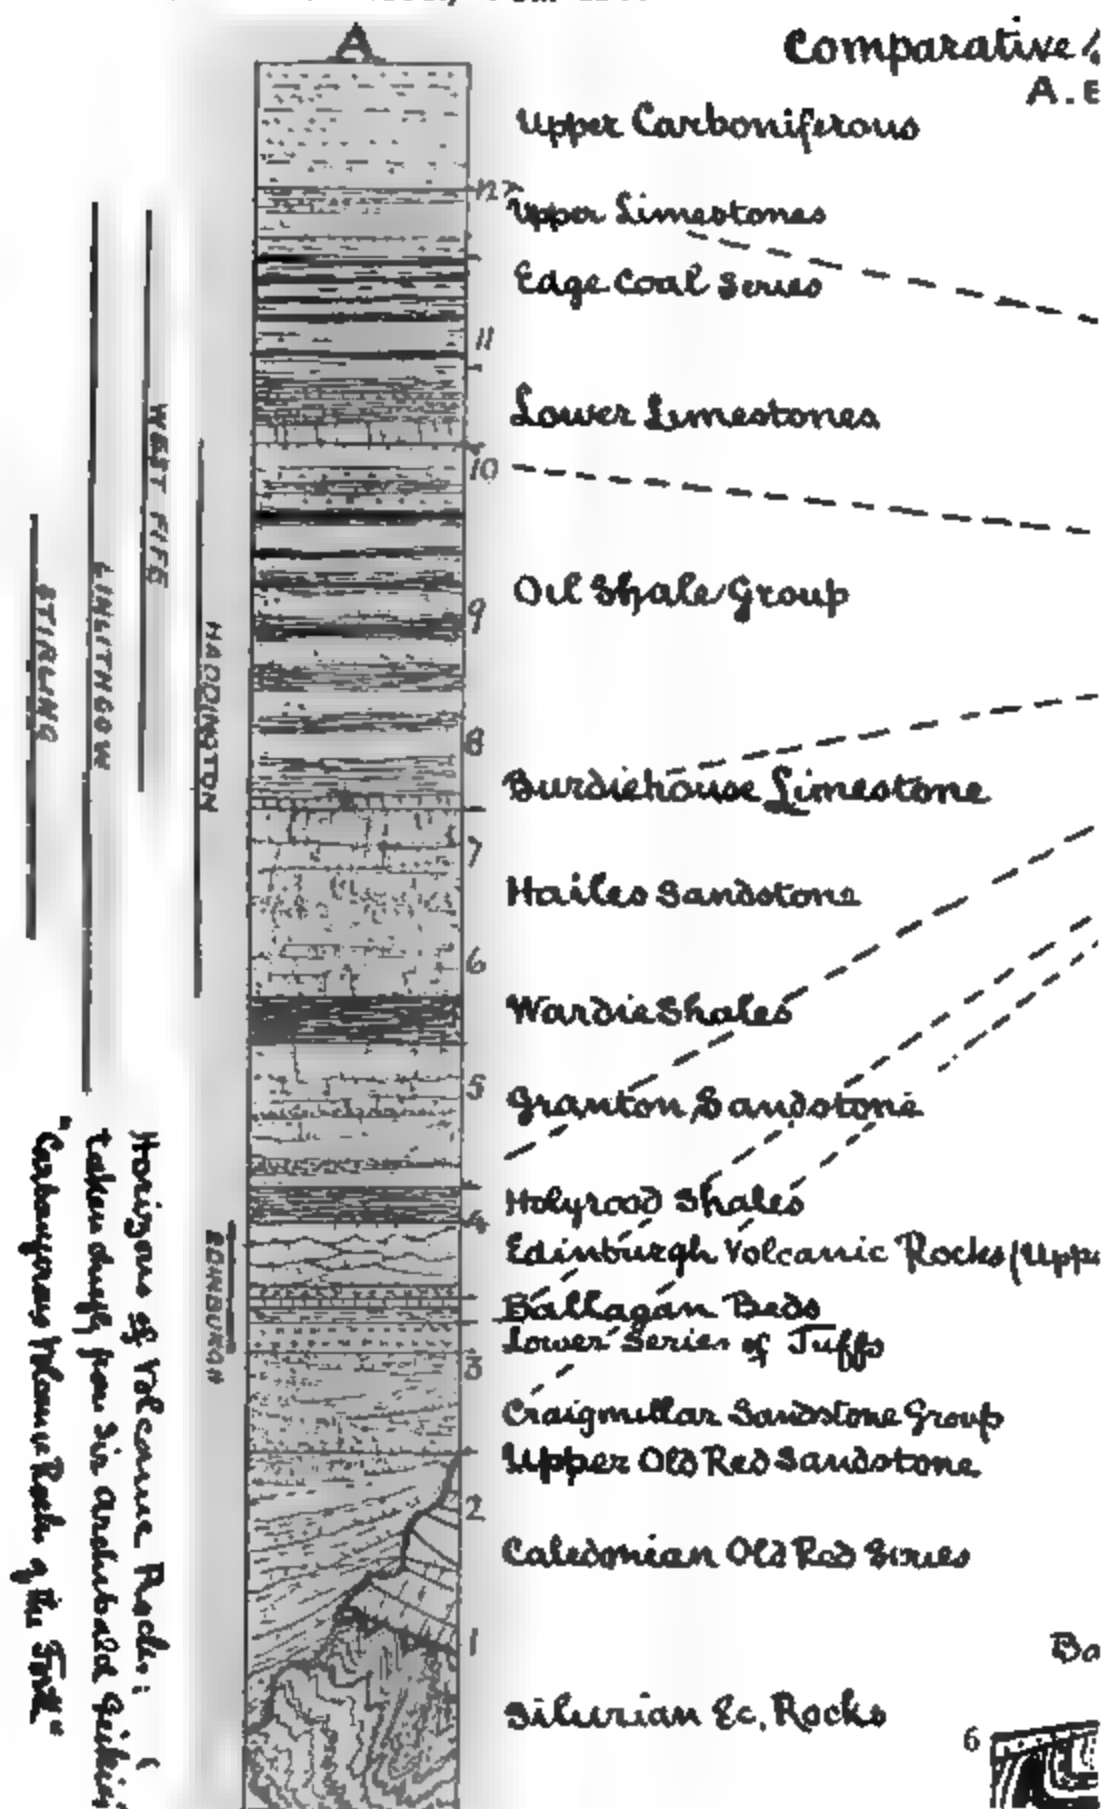 A
Comparative
A.E
Upper Carboniferous
12
Upper Limestones
Edge Coal Series
11
Lower Limestones
10
Oil Shale Group
9
8
Burdiehouse Limestone
7
Hailes Sandstone
6
Wardie Shales
5
Granton Sandstone
Holyrood Shales
4
Edinburgh Volcanic Rocks (Uppe
Ballagan Beds
Lower Series of Tuffs
3
Craigmillar Sandstone Group
Upper Old Red Sandstone
2
Caledonian Old Red Series
1
Silurian &c. Rocks
Bo
6
WEST FIFE
LINLITHGOW
STIRLING
HADDINGTON
EDINBURGH
Horizons of Volcanic Rocks; (
taken chiefly from Sir Archibald Geikie's
"Carboniferous Volcanic Rocks of the Forth"